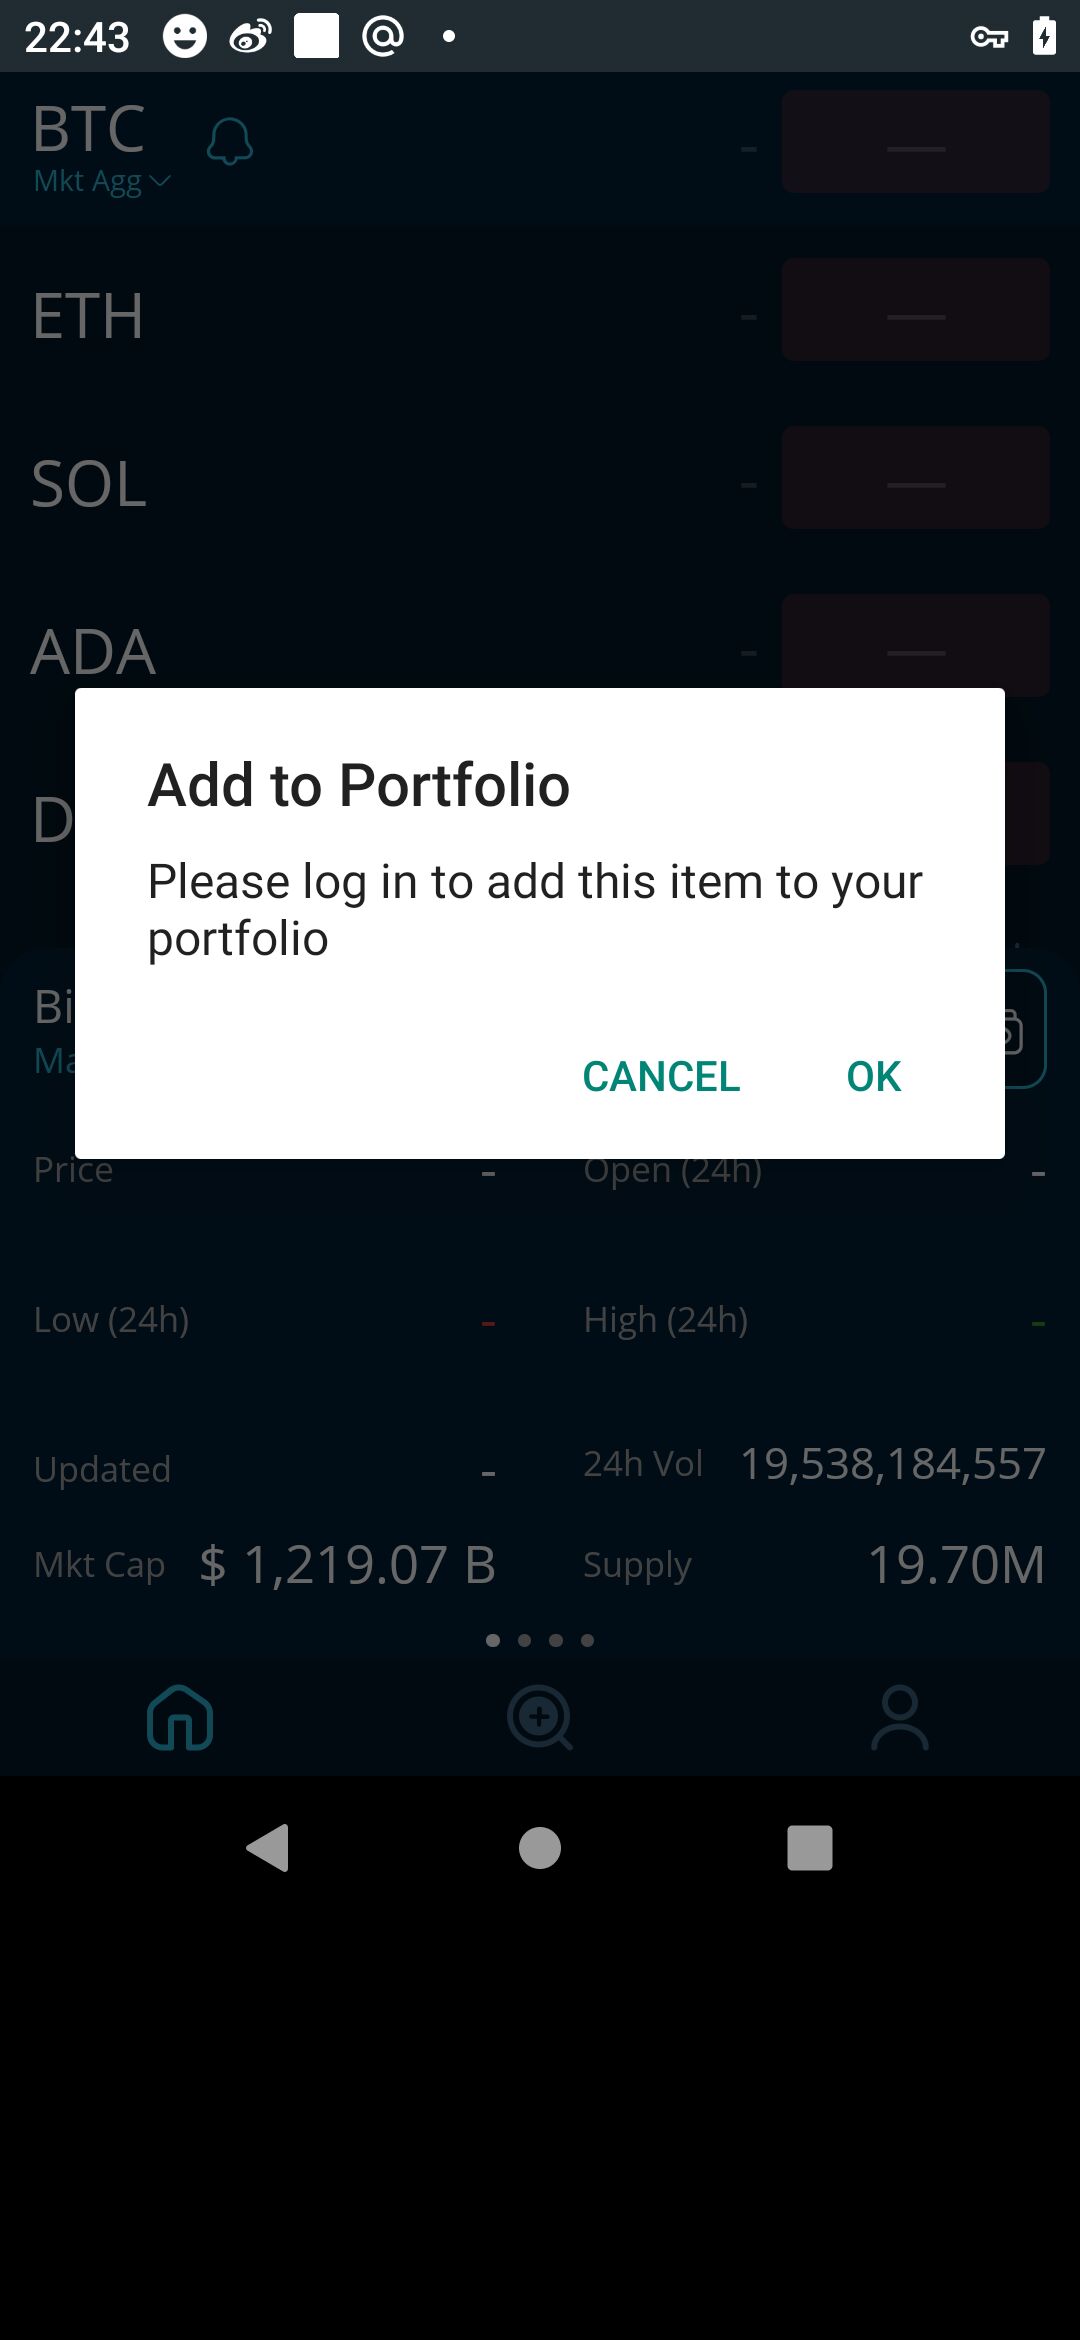 22:43
BTC
Mkt Agg
-
—
ETH
-
—
SOL
-
—
ADA
-
—
D
Add to Portfolio
Please log in to add this item to your
portfolio
CANCEL
OK
Bi
Ma
Price
-
Open (24h)
-
Low (24h)
-
High (24h)
-
Updated
-
24h Vol
19,538,184,557
Mkt Cap
$ 1,219.07 B
Supply
19.70M